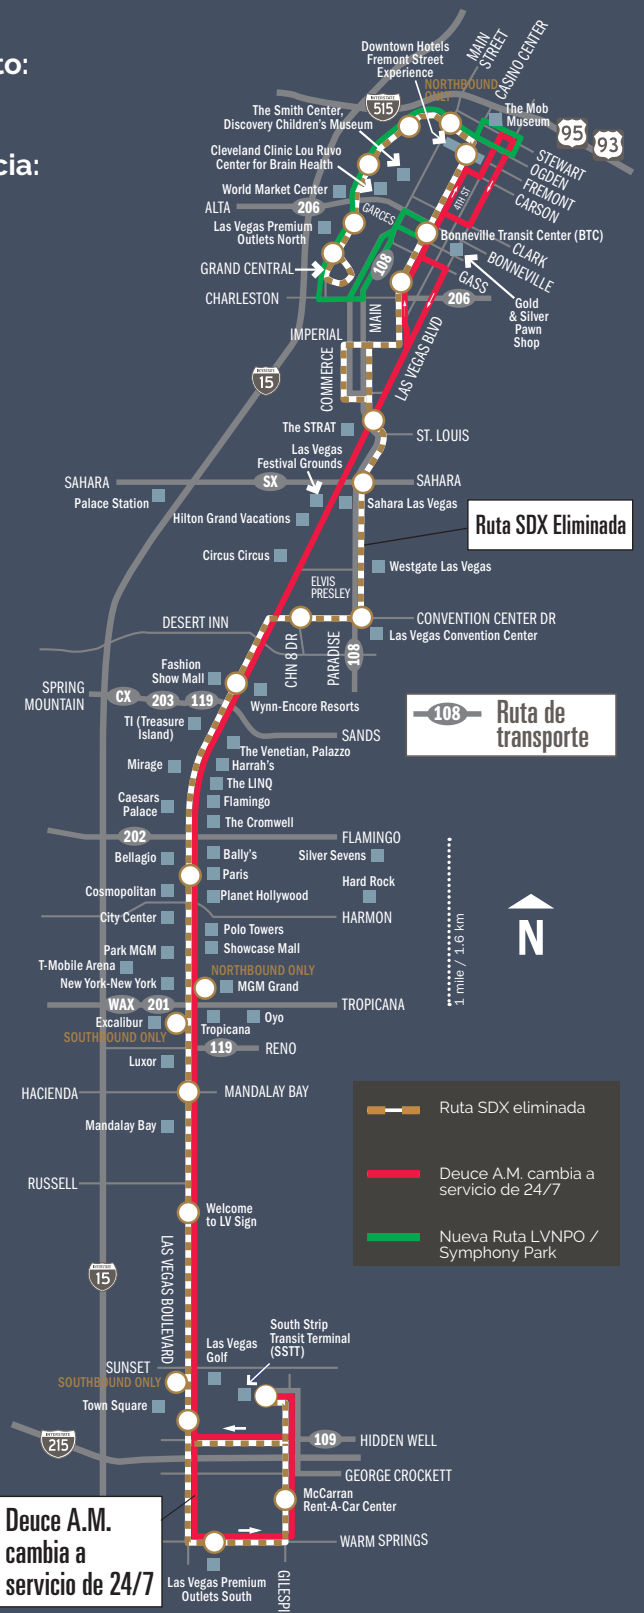 to:
cia:
Downtown Hotels
Fremont Street
Experience
MAIN
STREET
CASINO CENTER
NORTHBOUND
ONLY
INTERSTATE
515
The Mob
Museum
95
93
The Smith Center,
Discovery Children's Museum
Cleveland Clinic Lou Ruvo
Center for Brain Health
World Market Center
STEWART
OGDEN
FREMONT
CARSON
4TH ST
ALTA
206
GARCES
Las Vegas Premium
Outlets North
Bonneville Transit Center (BTC)
CLARK
BONNEVILLE
GASS
GRAND CENTRAL
108
CHARLESTON
206
Gold
& Silver
Pawn
Shop
MAIN
IMPERIAL
COMMERCE
LAS VEGAS BLVD
INTERSTATE
15
The STRAT
ST. LOUIS
Las Vegas
Festival Grounds
SAHARA
SX
SAHARA
Palace Station
Sahara Las Vegas
Hilton Grand Vacations
Ruta SDX Eliminada
Circus Circus
Westgate Las Vegas
ELVIS
PRESLEY
DESERT INN
CONVENTION CENTER DR
Las Vegas Convention Center
CHN 8 DR
PARADISE
108
Fashion
Show Mall
SPRING
MOUNTAIN
CX
203
119
Wynn-Encore Resorts
108
Ruta de
transporte
TI (Treasure
Island)
SANDS
The Venetian, Palazzo
Mirage
Harrah's
The LINQ
Caesars
Palace
Flamingo
The Cromwell
202
FLAMINGO
Bellagio
Bally's
Silver Sevens
Paris
Hard Rock
Cosmopolitan
Planet Hollywood
City Center
HARMON
N
Polo Towers
Park MGM
Showcase Mall
T-Mobile Arena
NORTHBOUND ONLY
New York-New York
MGM Grand
1 mile / 1.6 km
WAX
201
TROPICANA
Excalibur
Tropicana
Oyo
SOUTHBOUND ONLY
119
RENO
Luxor
HACIENDA
MANDALAY BAY
Ruta SDX eliminada
Mandalay Bay
Deuce A.M. cambia a
servicio de 24/7
RUSSELL
Welcome
to LV Sign
Nueva Ruta LVNPO /
Symphony Park
LAS VEGAS BOULEVARD
INTERSTATE
15
South Strip
Transit Terminal
(SSTT)
Las Vegas
Golf
SUNSET
SOUTHBOUND ONLY
Town Square
INTERSTATE
215
109
HIDDEN WELL
GEORGE CROCKETT
McCarran
Rent-A-Car Center
Deuce A.M.
cambia a
servicio de 24/7
WARM SPRINGS
Las Vegas Premium
Outlets South
GILESPI